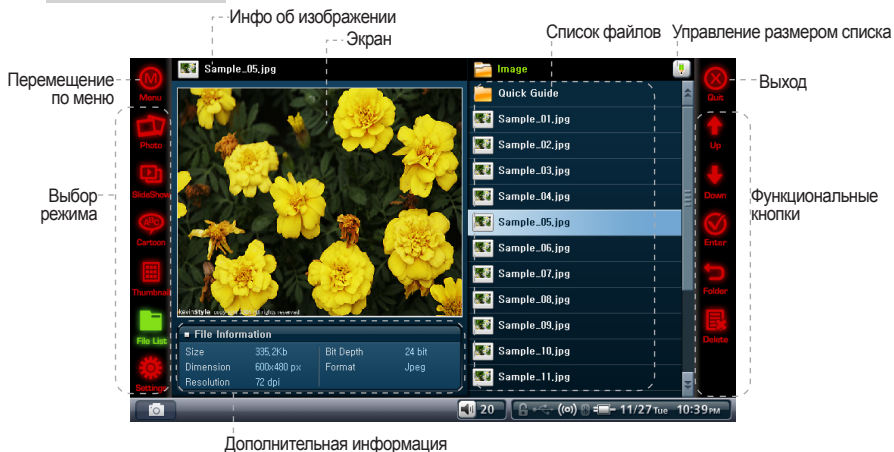 Инфо об изображении
Экран
Список файлов
Управление размером списка
Перемещение
по меню
Выход
Выбор
режима
Функциональные
кнопки
Дополнительная информация
Menu
Photo
SlideShow
Cartoon
Thumbnail
File List
Settings
Sample_05.jpg
File Information
Size 335,2Kb Bit Depth 24 bit
Dimension 600x480 px Format Jpeg
Resolution 72 dpi
Image
Quick Guide
Sample_01.jpg
Sample_02.jpg
Sample_03.jpg
Sample_04.jpg
Sample_05.jpg
Sample_06.jpg
Sample_07.jpg
Sample_08.jpg
Sample_09.jpg
Sample_10.jpg
Sample_11.jpg
Quit
Up
Down
Enter
Folder
Delete
20 11/27 Tue 10:39 PM